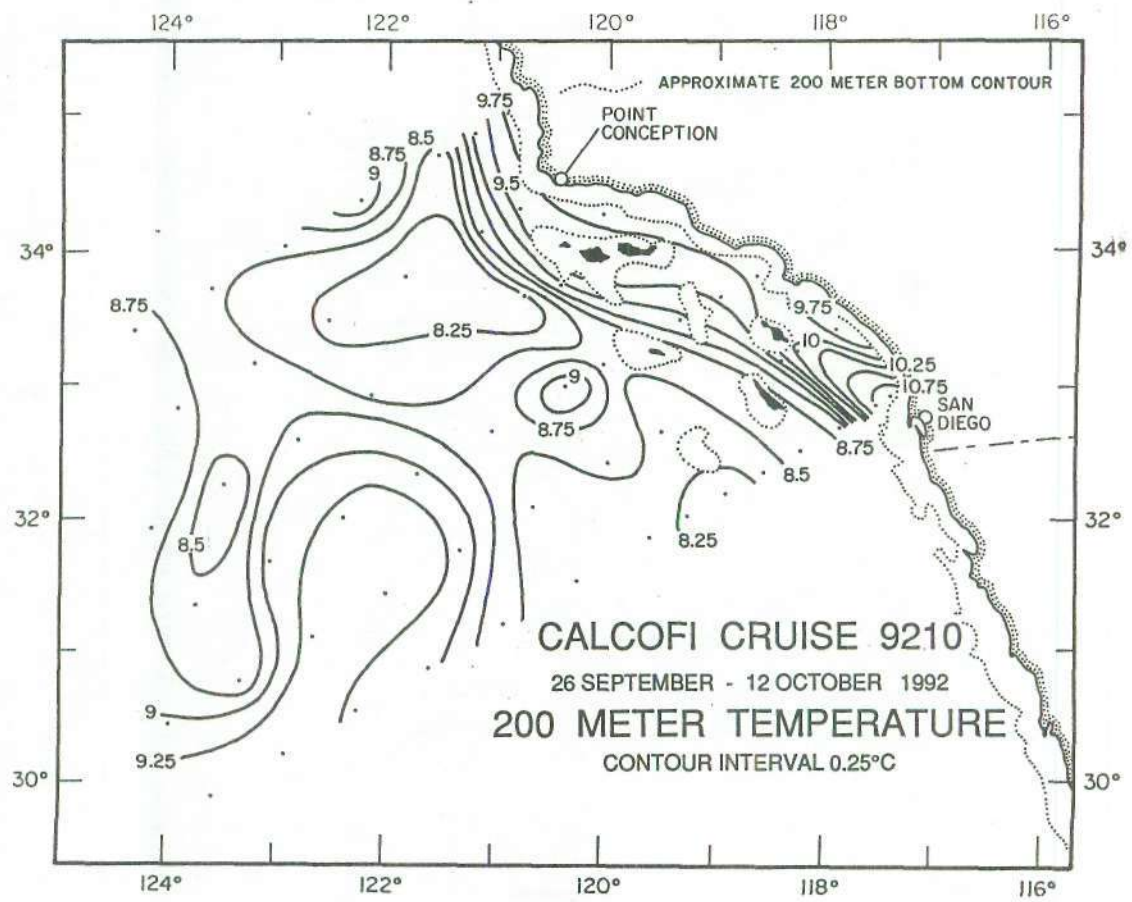 124° 122° 120° 118° 116°
APPROXIMATE 200 METER BOTTOM CONTOUR
POINT
CONCEPTION
9.75
8.5
8.75
9
9.5
34° 34°
8.75
9.75
8.25
10
10.25
9
10.75
SAN
DIEGO
8.75
8.75
8.5
32° 32°
8.5
8.25
CALCOFI CRUISE 9210
26 SEPTEMBER - 12 OCTOBER 1992
9
200 METER TEMPERATURE
9.25
CONTOUR INTERVAL 0.25°C
30° 30°
124° 122° 120° 118° 116°